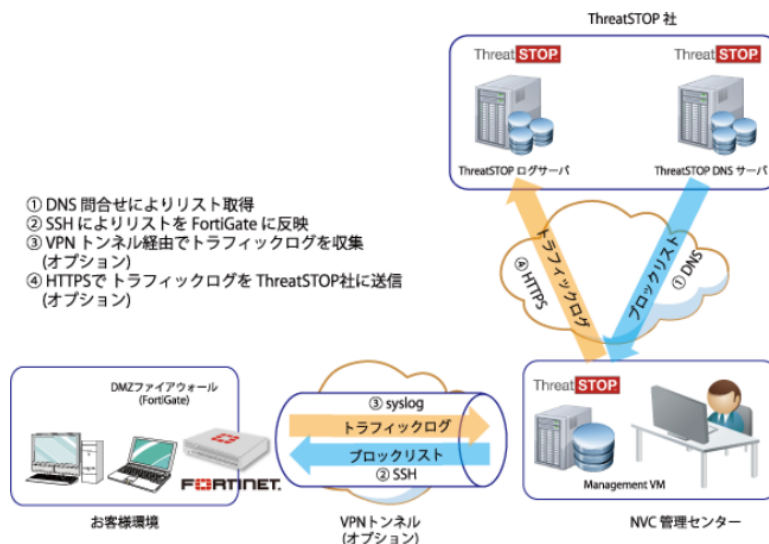 ThreatSTOP 社
ThreatSTOP
ThreatSTOP
ThreatSTOP ログサーバ
ThreatSTOP DNS サーバ
① DNS 問合せによりリスト取得
② SSH によりリストを FortiGate に反映
③ VPN トンネル経由でトラフィックログを収集
(オプション)
④ HTTPSで トラフィックログを ThreatSTOP社に送信
(オプション)
④ HTTPS
トラフィックログ
ブロックリスト
① DNS
DMZファイアウォール
(FortiGate)
FORTINET.
お客様環境
③ syslog
トラフィックログ
ブロックリスト
② SSH
VPNトンネル
(オプション)
ThreatSTOP
Management VM
NVC 管理センター